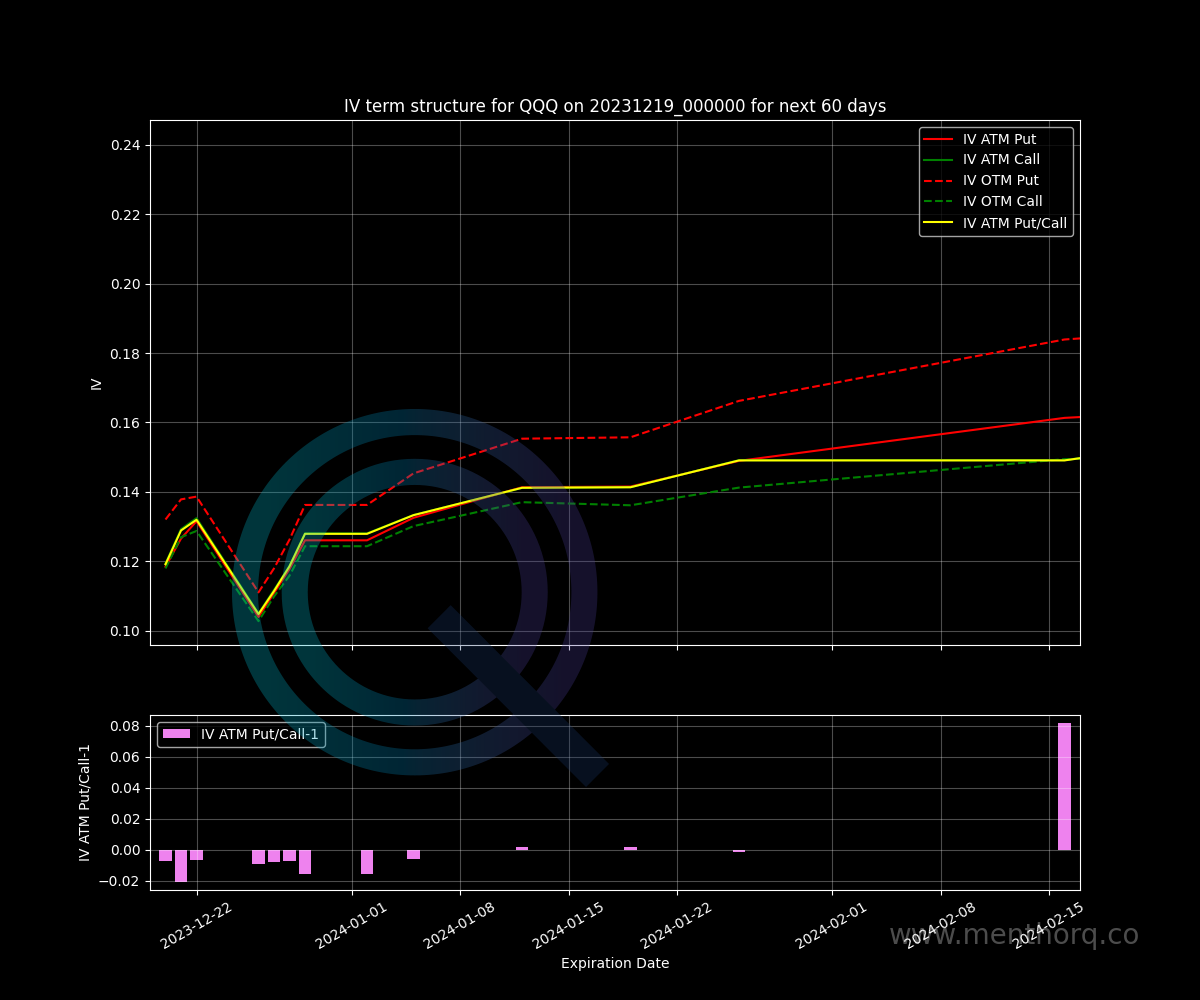 IV term structure for QQQ on 20231219_000000 for next 60 days
IV ATM Put
IV ATM Call
IV OTM Put
IV OTM Call
IV ATM Put/Call
0.24
0.22
0.20
0.18
0.16
0.14
0.12
0.10
IV
IV ATM Put/Call-1
0.08
0.06
0.04
0.02
0.00
−0.02
IV ATM Put/Call-1
2023-12-22
2024-01-01
2024-01-08
2024-01-15
2024-01-22
2024-02-01
2024-02-08
2024-02-15
www.menthorq.co
Expiration Date